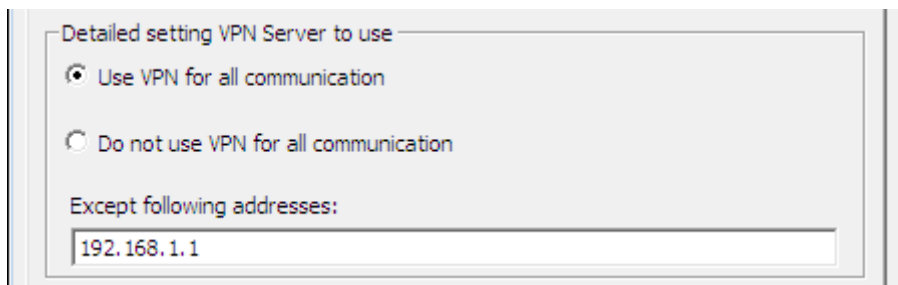 Detailed setting VPN Server to use
Use VPN for all communication
Do not use VPN for all communication
Except following addresses:
192.168.1.1